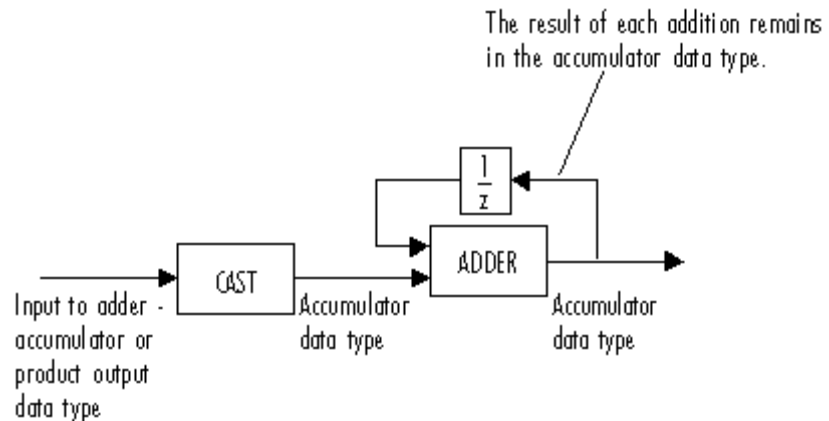 The result of each addition remains
in the accumulator data type.
1
z
ADDER
CAST
Input to adder -
accumulator or
product output
data type
Accumulator
data type
Accumulator
data type